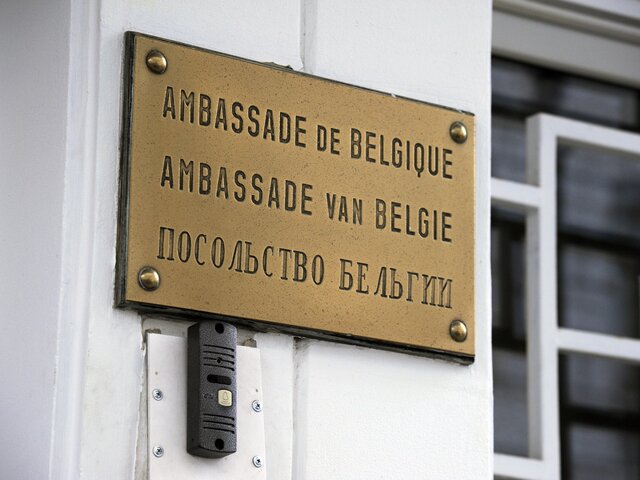 AMBASSADE DE BELGIQUE
AMBASSADE VAN BELGIE
ПОСОЛЬСТВО БЕЛЬГИИ